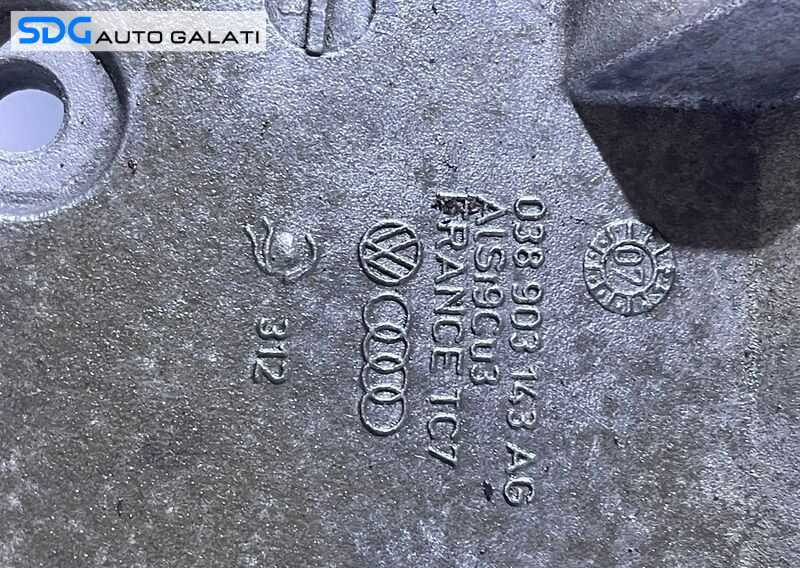 SDG AUTO GALATI
038 903 143 AG
AlSi9Cu3
FRANCE 1C7
312
07